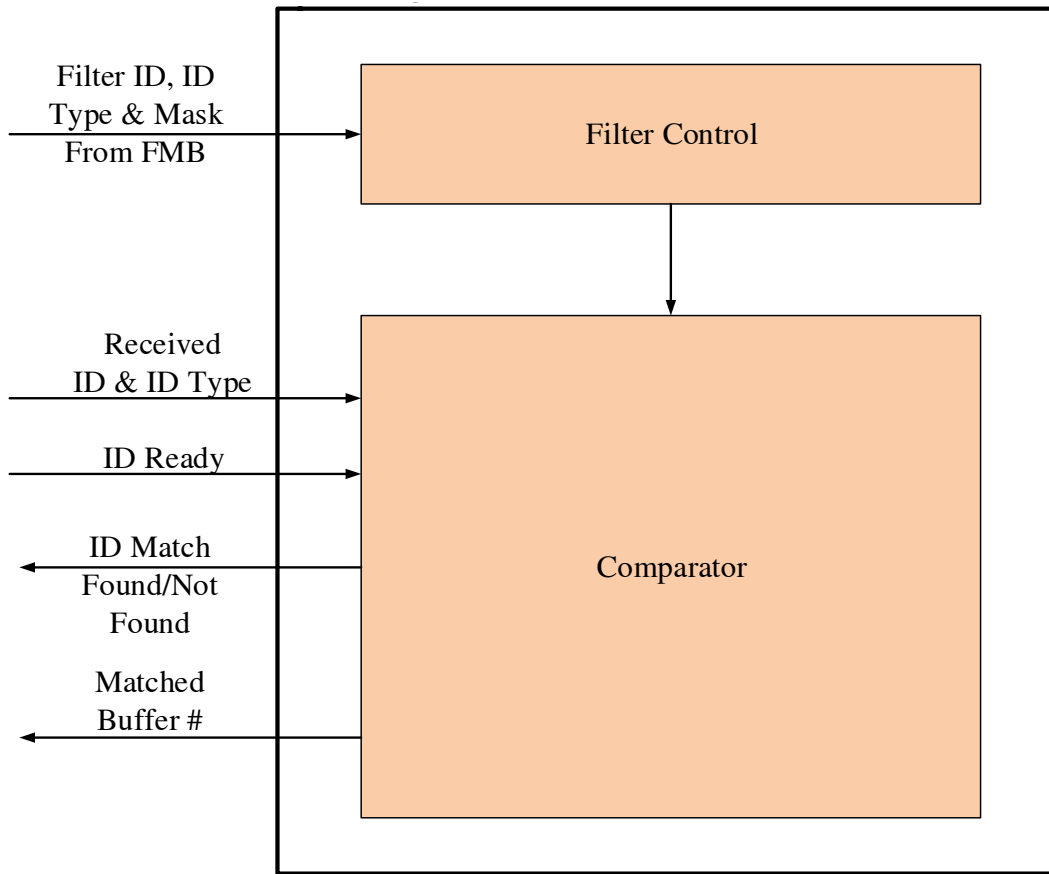 Filter ID, ID
Type & Mask
From FMB
Filter Control
Received
ID & ID Type
ID Ready
ID Match
Found/Not
Found
Comparator
Matched
Buffer #